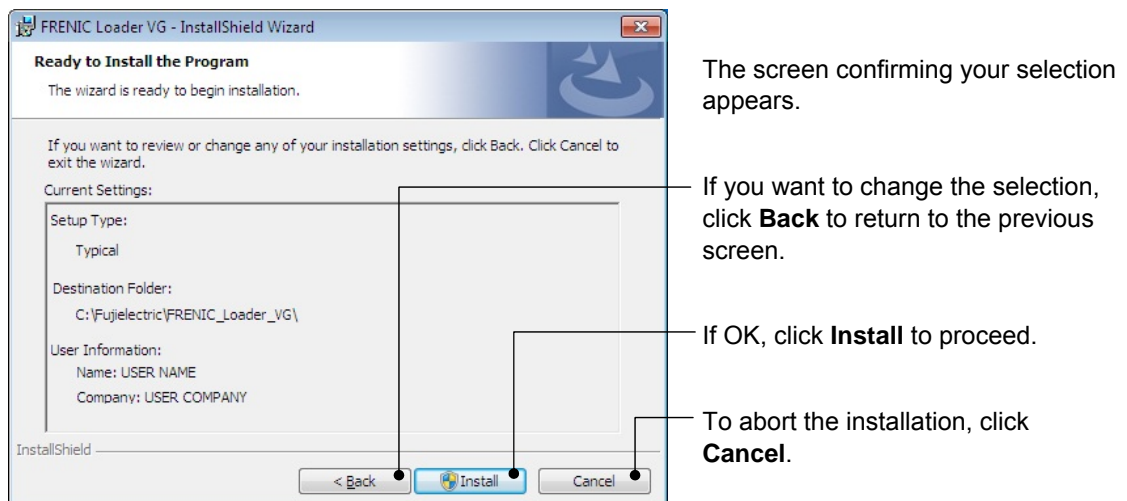 FRENIC Loader VG - InstallShield Wizard
Ready to Install the Program
The wizard is ready to begin installation.
If you want to review or change any of your installation settings, click Back. Click Cancel to
exit the wizard.
Current Settings:
Setup Type:
Typical
Destination Folder:
C:\Fujielectric\FRENIC_Loader_VG\
User Information:
Name: USER NAME
Company: USER COMPANY
InstallShield
< Back
Install
Cancel
The screen confirming your selection
appears.
If you want to change the selection,
click Back to return to the previous
screen.
If OK, click Install to proceed.
To abort the installation, click
Cancel.